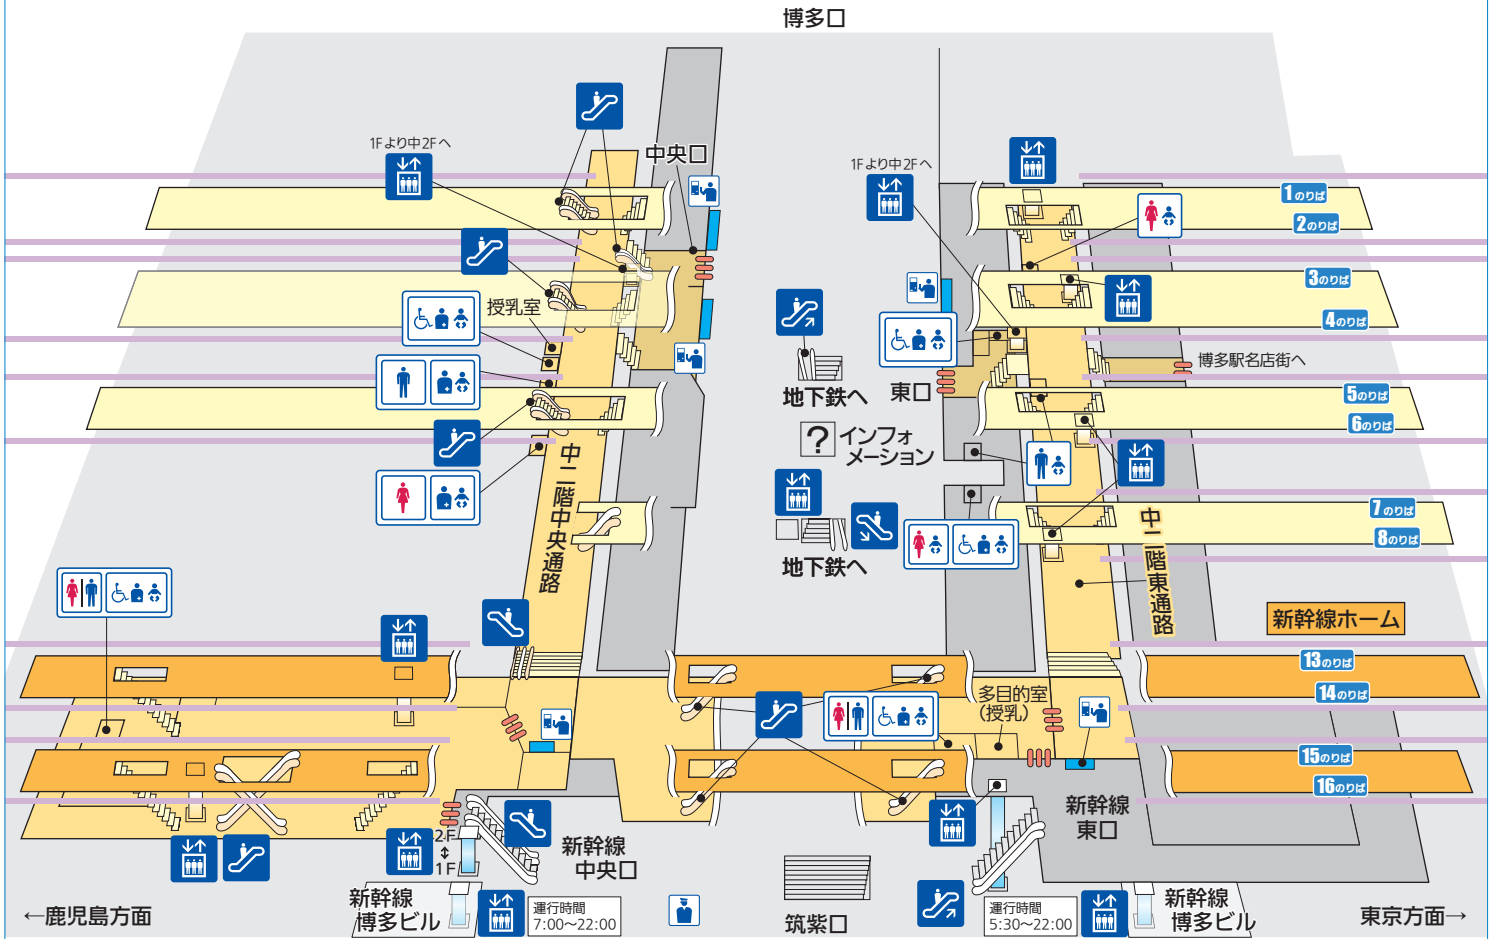 博多口
1Fより中2Fへ
中央口
1Fより中2Fへ
1のりば
2のりば
3のりば
4のりば
授乳室
地下鉄へ
東口
博多駅名店街へ
5のりば
6のりば
?
インフォ
メーション
中二階中央通路
7のりば
8のりば
地下鉄へ
中二階東通路
新幹線ホーム
13のりば
14のりば
多目的室
(授乳)
15のりば
16のりば
2F
1F
新幹線
中央口
新幹線
東口
新幹線
博多ビル
運行時間
7:00〜22:00
筑紫口
運行時間
5:30〜22:00
新幹線
博多ビル
←鹿児島方面
東京方面→